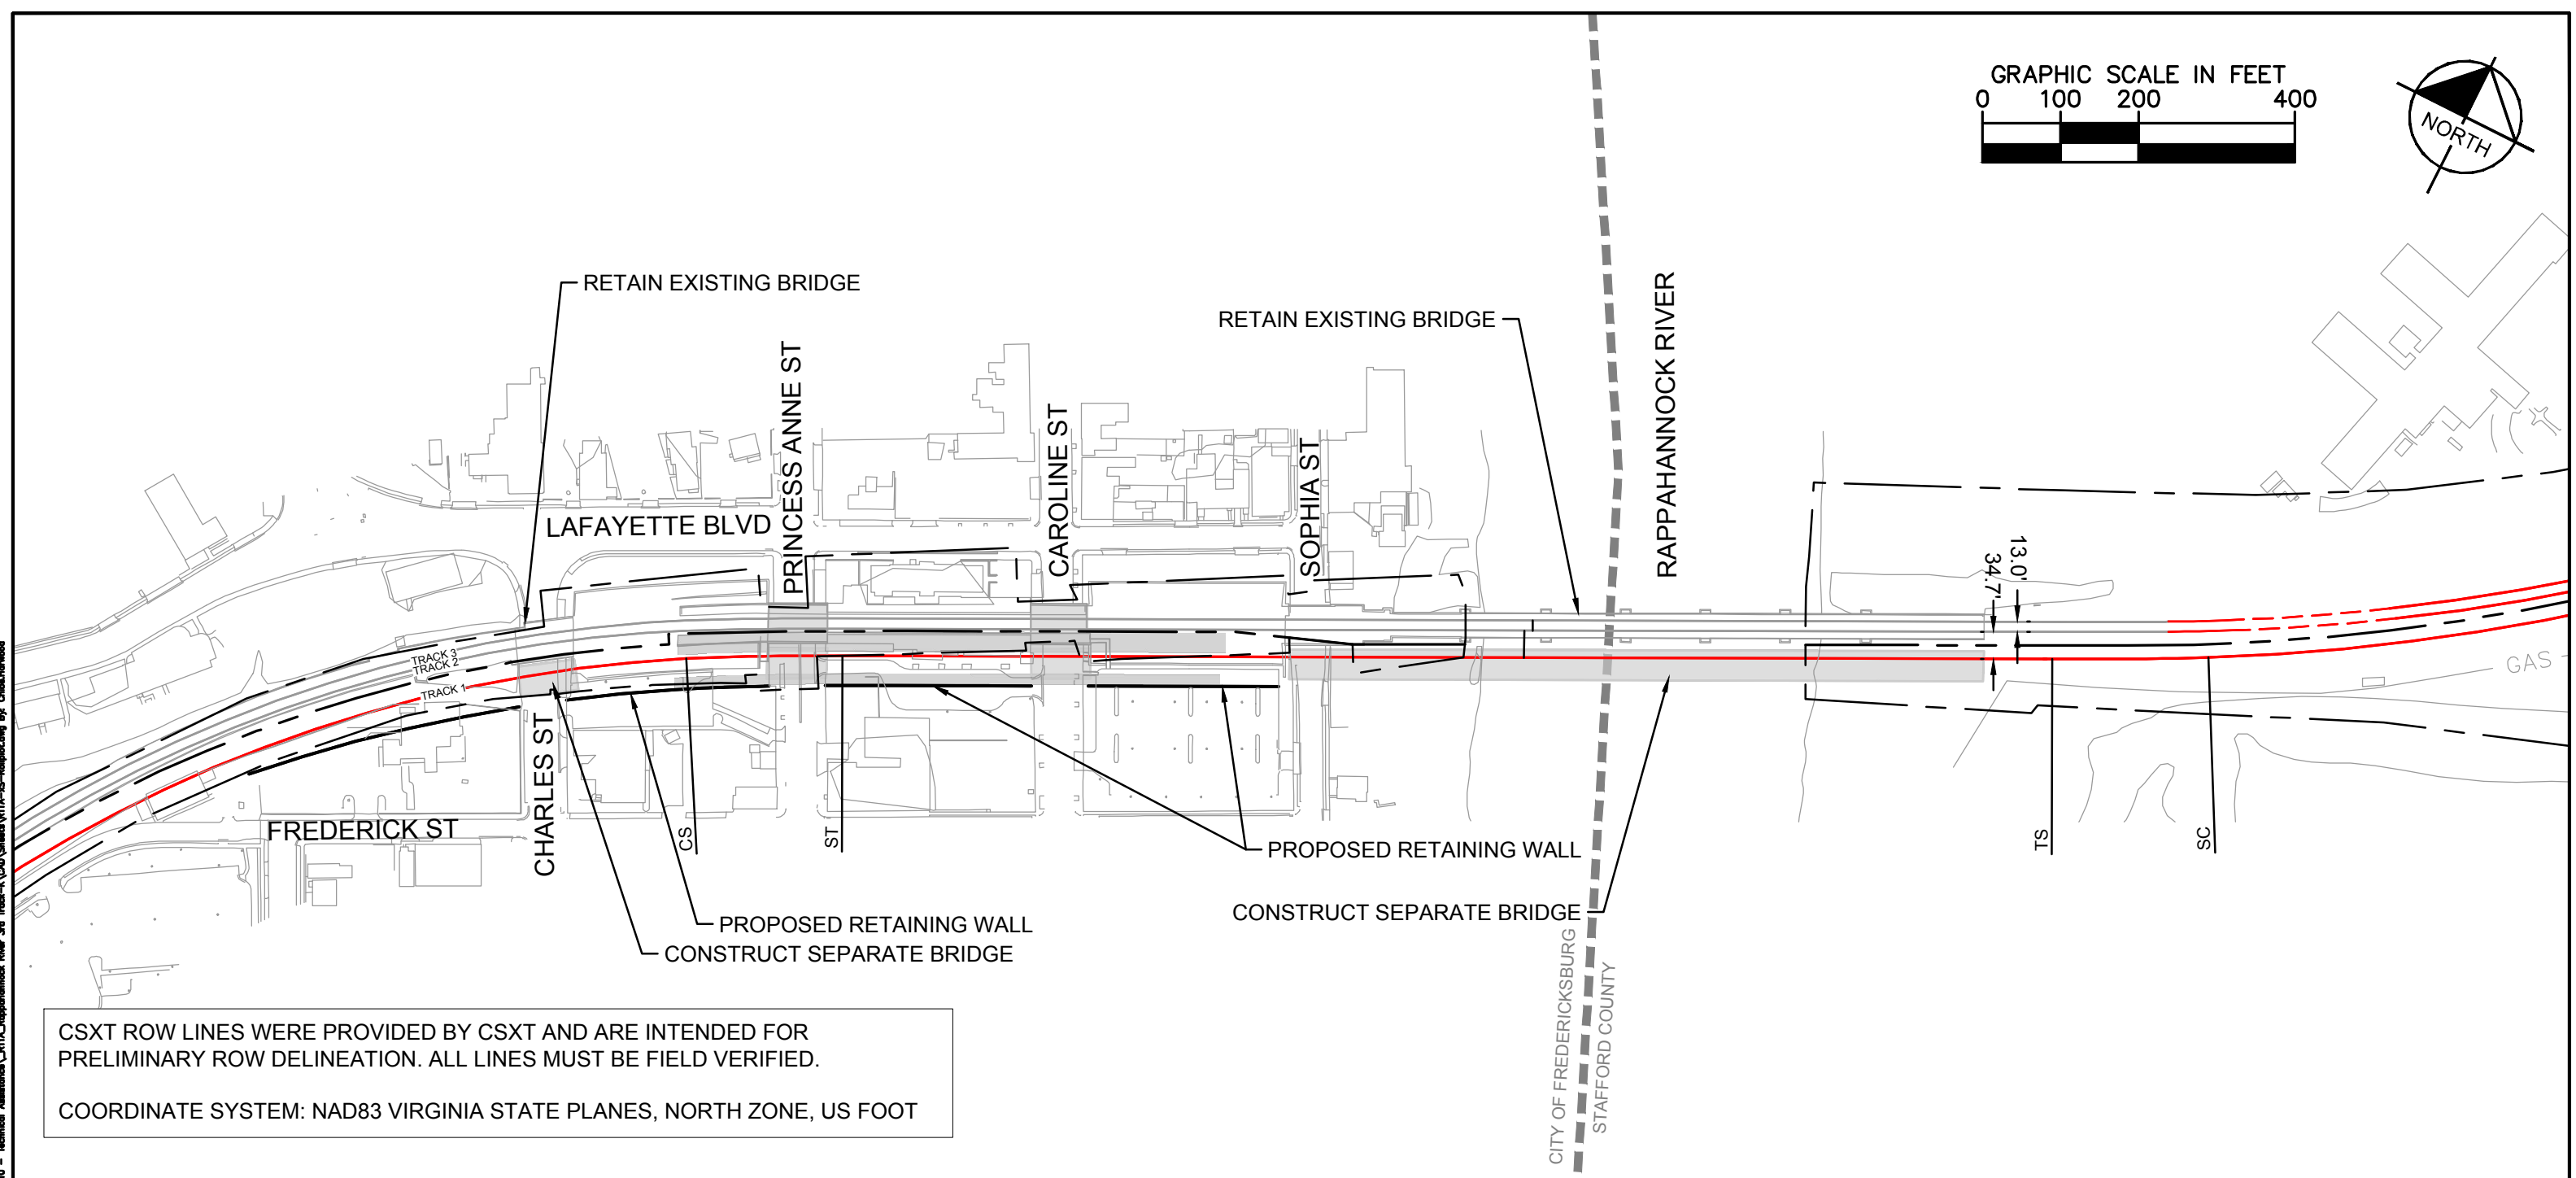 GRAPHIC SCALE IN FEET
0 100 200 400
NORTH
RETAIN EXISTING BRIDGE
RETAIN EXISTING BRIDGE
PRINCESS ANNE ST
CAROLINE ST
SOPHIA ST
RAPPAHANNOCK RIVER
LAFAYETTE BLVD
13.0'
34.7'
TRACK 3
TRACK 2
TRACK 1
GAS
CHARLES ST
FREDERICK ST
CS
ST
TS
SC
PROPOSED RETAINING WALL
CONSTRUCT SEPARATE BRIDGE
PROPOSED RETAINING WALL
CONSTRUCT SEPARATE BRIDGE
CITY OF FREDERICKSBURG
STAFFORD COUNTY
CSXT ROW LINES WERE PROVIDED BY CSXT AND ARE INTENDED FOR
PRELIMINARY ROW DELINEATION. ALL LINES MUST BE FIELD VERIFIED.
COORDINATE SYSTEM: NAD83 VIRGINIA STATE PLANES, NORTH ZONE, US FOOT